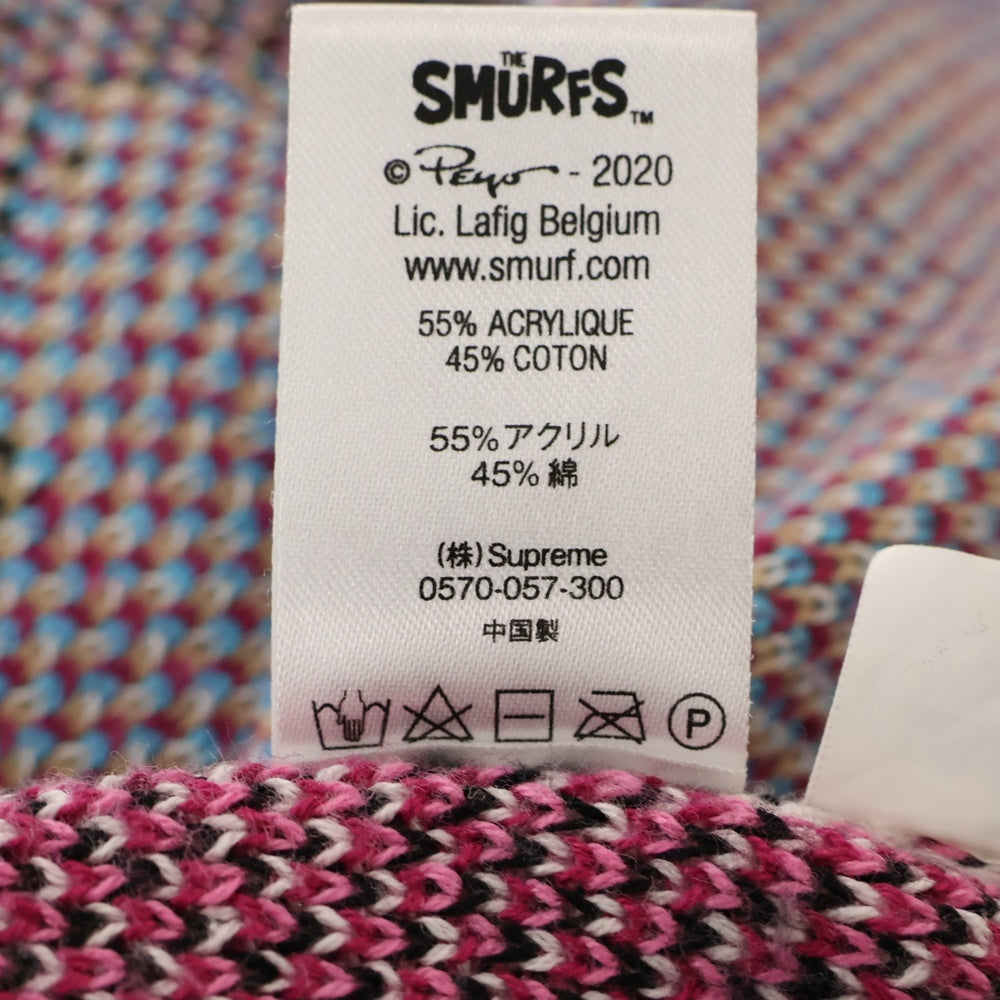 THE
SMURFS™
© Peyo - 2020
Lic. Lafig Belgium
www.smurf.com
55% ACRYLIQUE
45% COTON
55%アクリル
45% 綿
(株)Supreme
0570-057-300
中国製
P